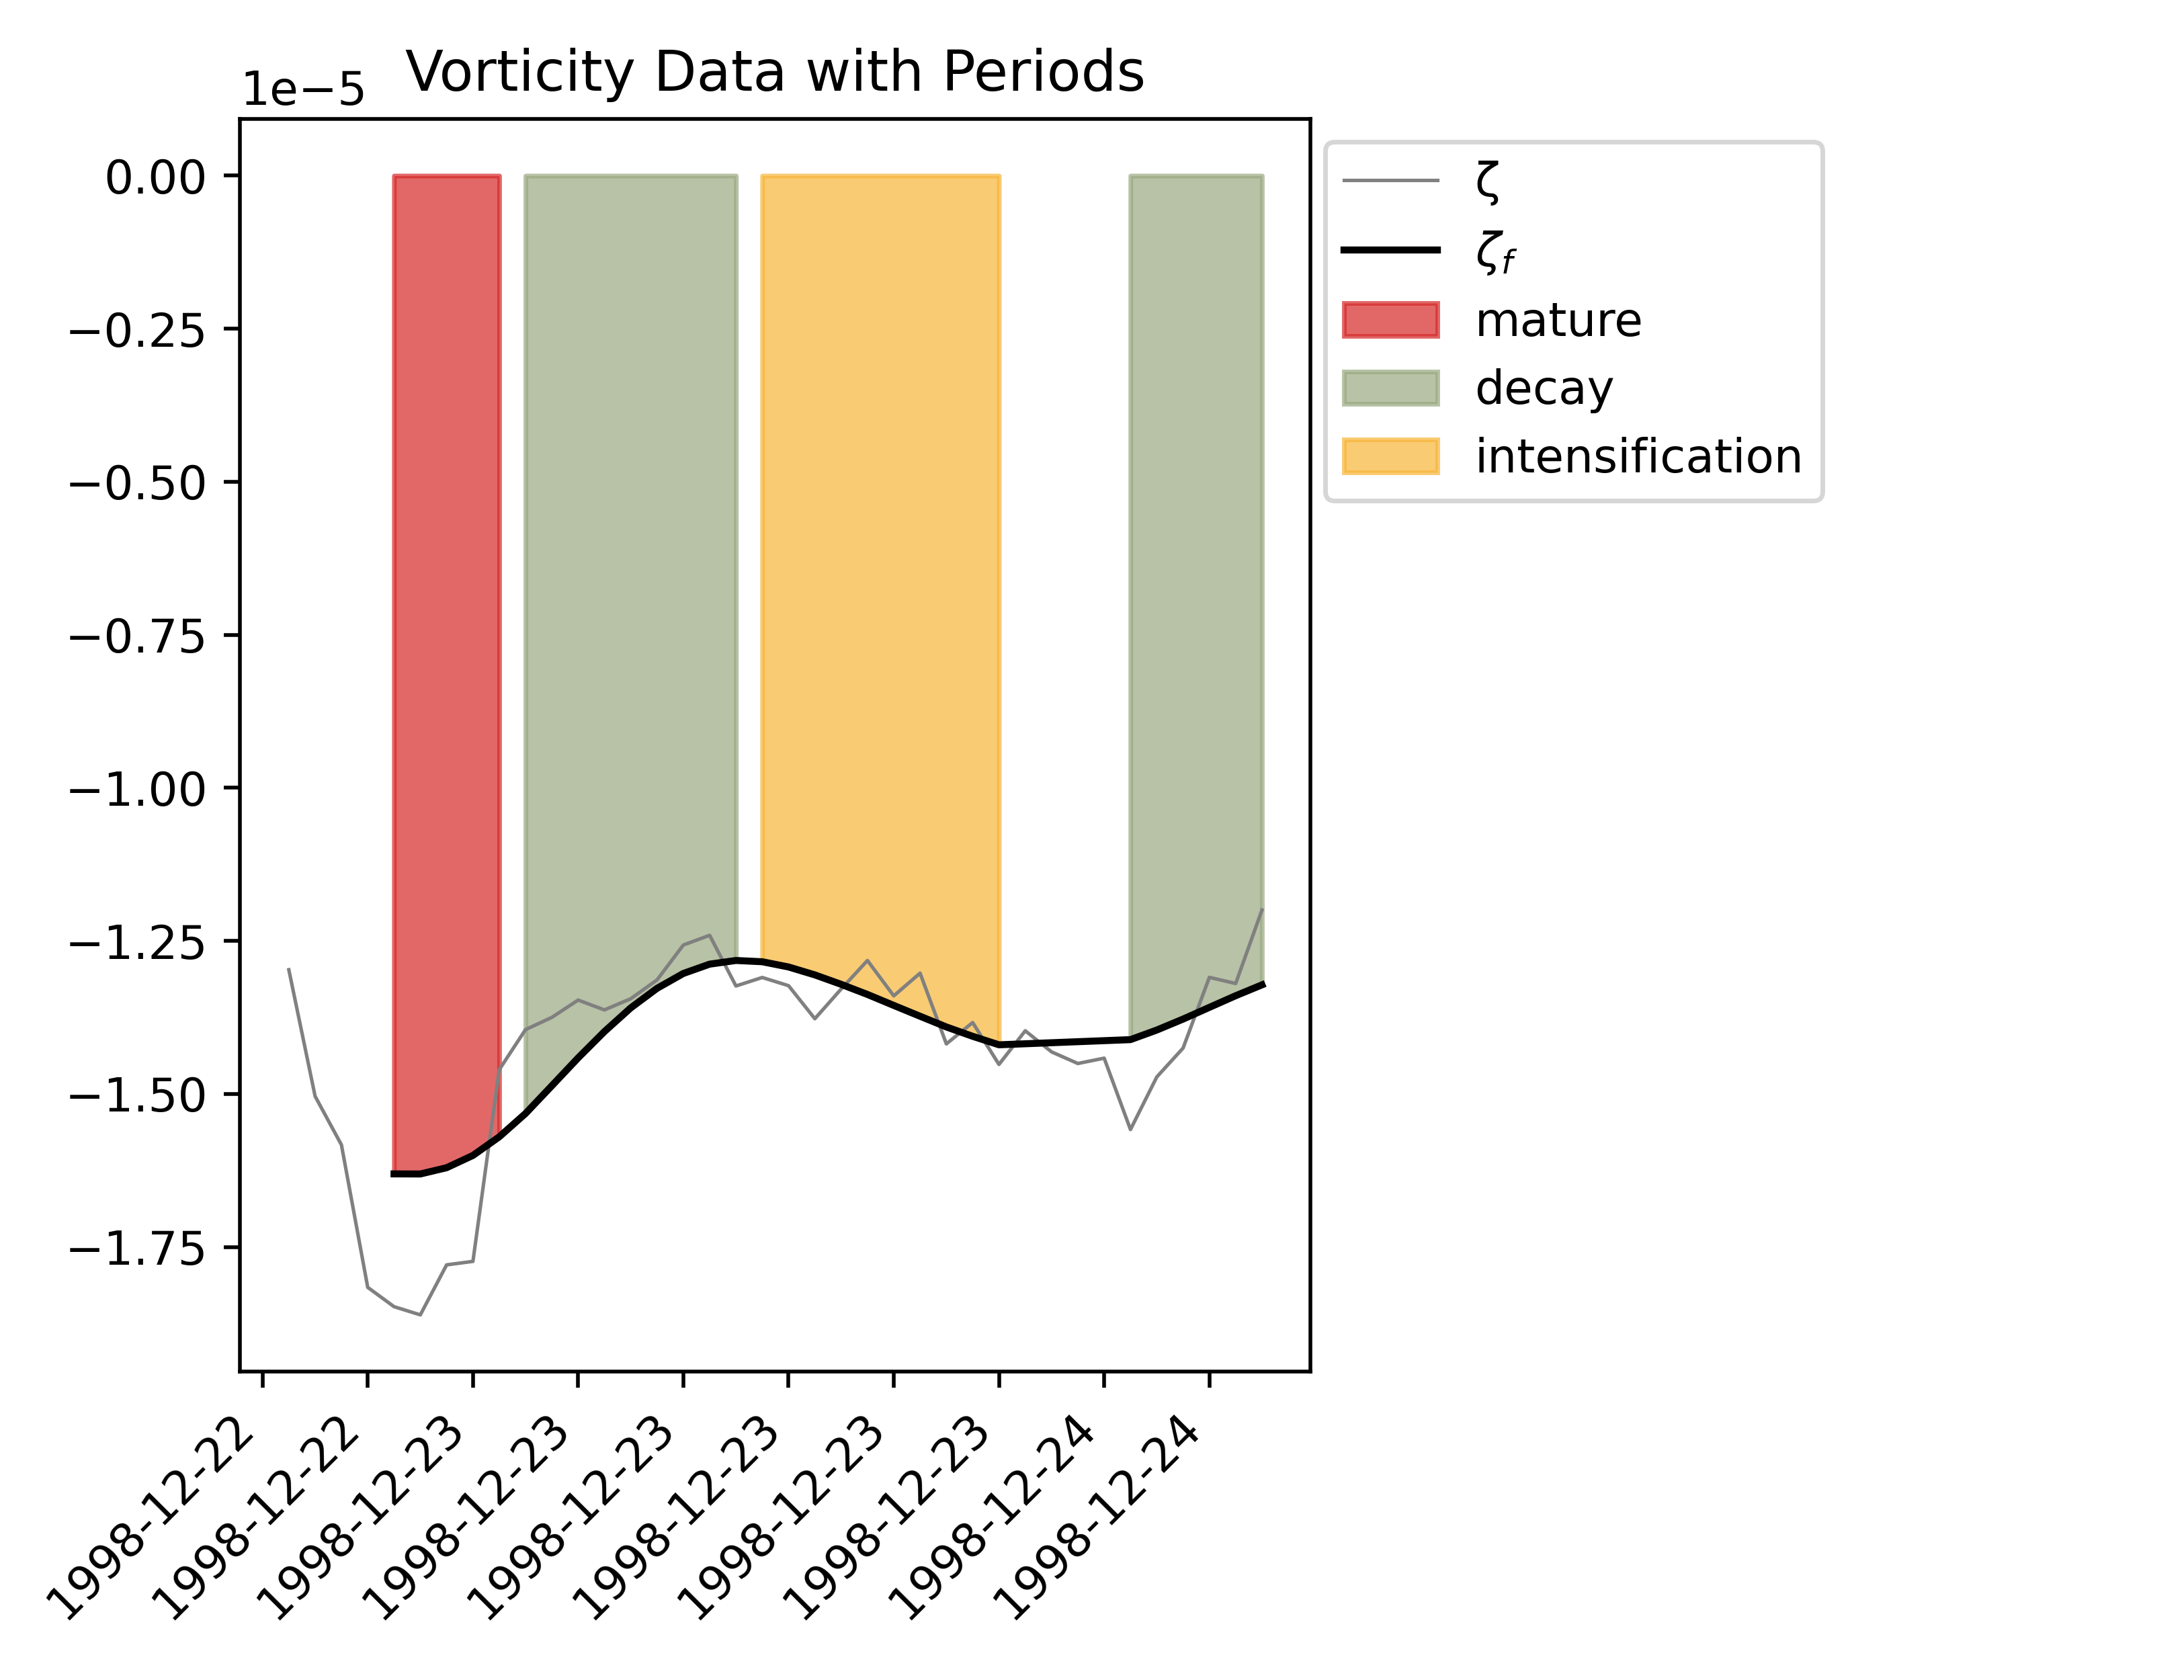 Vorticity Data with Periods
1e−5
0.00
−0.25
−0.50
−0.75
−1.00
−1.25
−1.50
−1.75
1998-12-22
1998-12-22
1998-12-23
1998-12-23
1998-12-23
1998-12-23
1998-12-23
1998-12-23
1998-12-24
1998-12-24
ζ
ζf
mature
decay
intensification